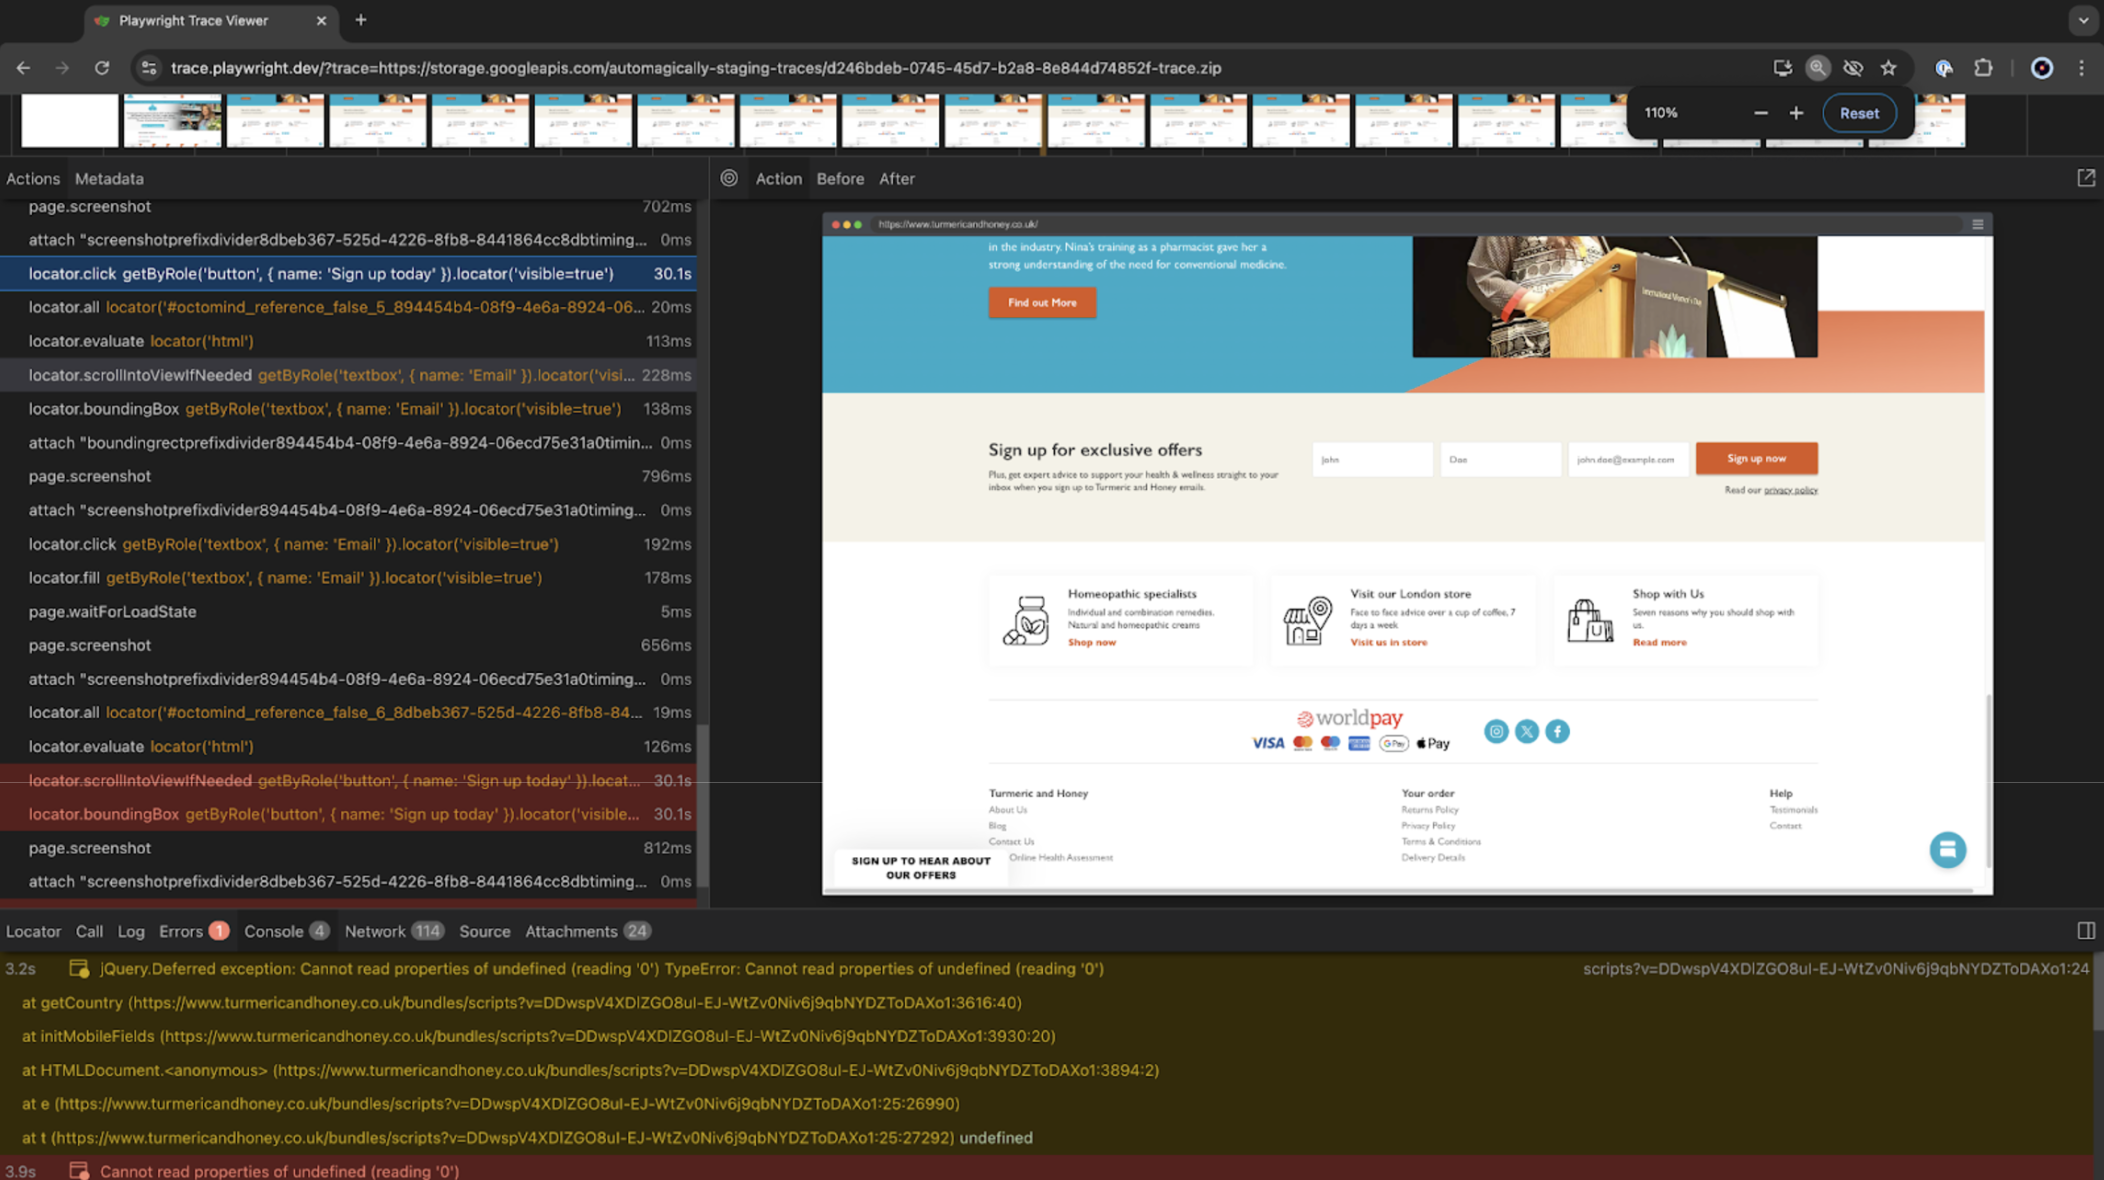 Playwright Trace Viewer
trace.playwright.dev/?trace=https://storage.googleapis.com/automagically-staging-traces/d246bdeb-0745-45d7-b2a8-8e844d74852f-trace.zip
110%
Reset
Actions Metadata
Action Before After
page.screenshot 702ms
attach "screenshotprefixdivider8dbeb367-525d-4226-8fb8-8441864cc8dbtiming... 0ms
locator.click getByRole('button', { name: 'Sign up today' }).locator('visible=true') 30.1s
locator.all locator('#octomind_reference_false_5_894454b4-08f9-4e6a-8924-06... 20ms
locator.evaluate locator('html') 113ms
locator.scrollIntoViewIfNeeded getByRole('textbox', { name: 'Email' }).locator('visi... 228ms
locator.boundingBox getByRole('textbox', { name: 'Email' }).locator('visible=true') 138ms
attach "boundingrectprefixdivider894454b4-08f9-4e6a-8924-06ecd75e31a0timin... 0ms
page.screenshot 796ms
attach "screenshotprefixdivider894454b4-08f9-4e6a-8924-06ecd75e31a0timing... 0ms
locator.click getByRole('textbox', { name: 'Email' }).locator('visible=true') 192ms
locator.fill getByRole('textbox', { name: 'Email' }).locator('visible=true') 178ms
page.waitForLoadState 5ms
page.screenshot 656ms
attach "screenshotprefixdivider894454b4-08f9-4e6a-8924-06ecd75e31a0timing... 0ms
locator.all locator('#octomind_reference_false_6_8dbeb367-525d-4226-8fb8-84... 19ms
locator.evaluate locator('html') 126ms
locator.scrollIntoViewIfNeeded getByRole('button', { name: 'Sign up today' }).locat... 30.1s
locator.boundingBox getByRole('button', { name: 'Sign up today' }).locator('visible... 30.1s
page.screenshot 812ms
attach "screenshotprefixdivider8dbeb367-525d-4226-8fb8-8441864cc8dbtiming... 0ms
https://www.turmericandhoney.co.uk/
in the industry. Nina's training as a pharmacist gave her a
strong understanding of the need for conventional medicine.
Find out More
International Women's Day
Sign up for exclusive offers
Plus, get expert advice to support your health & wellness straight to your
inbox when you sign up to Turmeric and Honey emails.
John
Doe
john.doe@example.com
Sign up now
Read our privacy policy
Homeopathic specialists
Individual and combination remedies.
Natural and homeopathic creams
Shop now
Visit our London store
Face to face advice over a cup of coffee, 7
days a week
Visit us in store
Shop with Us
Seven reasons why you should shop with
us.
Read more
worldpay
VISA
G Pay
Pay
Turmeric and Honey
About Us
Blog
Contact Us
Online Health Assessment
Your order
Returns Policy
Privacy Policy
Terms & Conditions
Delivery Details
Help
Testimonials
Contact
SIGN UP TO HEAR ABOUT
OUR OFFERS
Locator Call Log Errors 1 Console 4 Network 114 Source Attachments 24
3.2s jQuery.Deferred exception: Cannot read properties of undefined (reading '0') TypeError: Cannot read properties of undefined (reading '0') scripts?v=DDwspV4XDlZGO8uI-EJ-WtZv0Niv6j9qbNYDZToDAXo1:24
at getCountry (https://www.turmericandhoney.co.uk/bundles/scripts?v=DDwspV4XDlZGO8uI-EJ-WtZv0Niv6j9qbNYDZToDAXo1:3616:40)
at initMobileFields (https://www.turmericandhoney.co.uk/bundles/scripts?v=DDwspV4XDlZGO8uI-EJ-WtZv0Niv6j9qbNYDZToDAXo1:3930:20)
at HTMLDocument.<anonymous> (https://www.turmericandhoney.co.uk/bundles/scripts?v=DDwspV4XDlZGO8uI-EJ-WtZv0Niv6j9qbNYDZToDAXo1:3894:2)
at e (https://www.turmericandhoney.co.uk/bundles/scripts?v=DDwspV4XDlZGO8uI-EJ-WtZv0Niv6j9qbNYDZToDAXo1:25:26990)
at t (https://www.turmericandhoney.co.uk/bundles/scripts?v=DDwspV4XDlZGO8uI-EJ-WtZv0Niv6j9qbNYDZToDAXo1:25:27292) undefined
3.9s Cannot read properties of undefined (reading '0')